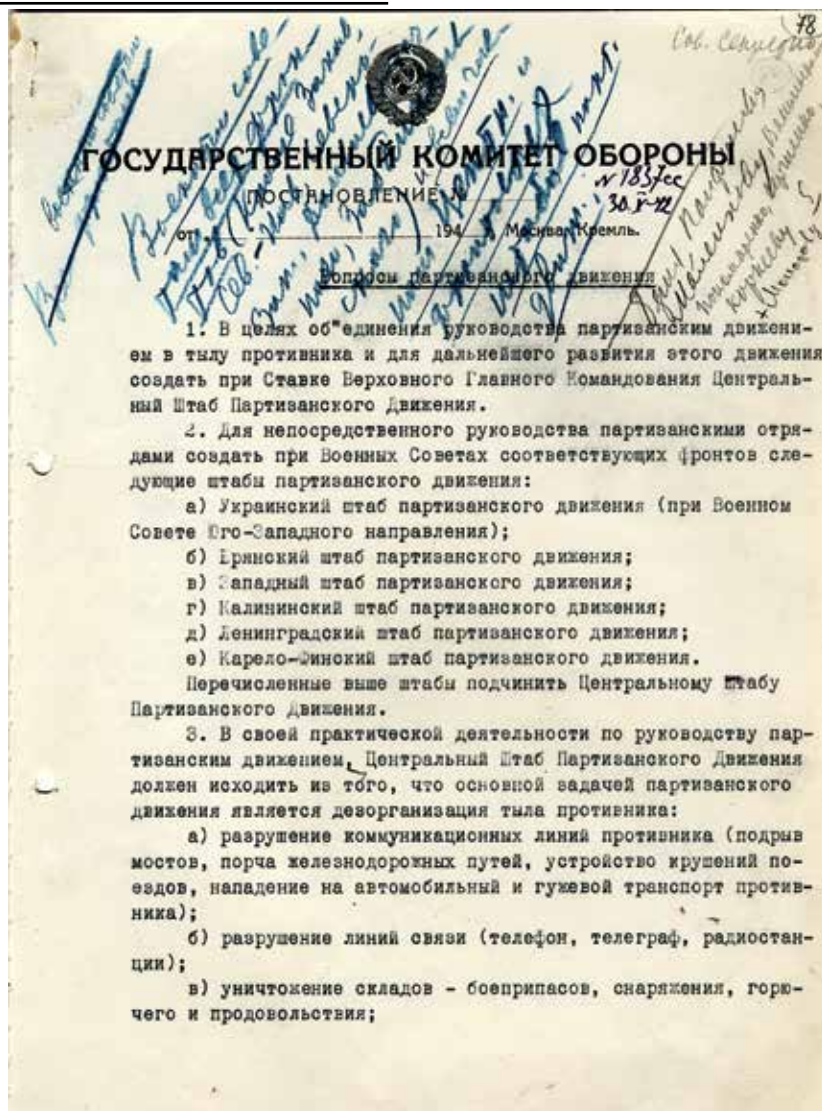 78
Сов. Секретно
ГОСУДАРСТВЕННЫЙ КОМИТЕТ ОБОРОНЫ
ПОСТАНОВЛЕНИЕ №
№ 1837сс
30.V-42
от 194 Москва, Кремль.
Вопросы партизанского движения
1. В целях об"единения руководства партизанским движени-
ем в тылу противника и для дальнейшего развития этого движения
создать при Ставке Верховного Главного Командования Централь-
ный Штаб Партизанского Движения.
2. Для непосредственного руководства партизанскими отря-
дами создать при Военных Советах соответствующих фронтов сле-
дующие штабы партизанского движения:
а) Украинский штаб партизанского движения (при Военном
Совете Юго-Западного направления);
б) Брянский штаб партизанского движения;
в) Западный штаб партизанского движения;
г) Калининский штаб партизанского движения;
д) Ленинградский штаб партизанского движения;
е) Карело-Финский штаб партизанского движения.
Перечисленные выше штабы подчинить Центральному штабу
Партизанского Движения.
3. В своей практической деятельности по руководству пар-
тизанским движением, Центральный Штаб Партизанского Движения
должен исходить из того, что основной задачей партизанского
движения является дезорганизация тыла противника:
а) разрушение коммуникационных линий противника (подрыв
мостов, порча железнодорожных путей, устройство крушений по-
ездов, нападение на автомобильный и гужевой транспорт против-
ника);
б) разрушение линий связи (телефон, телеграф, радиостан-
ции);
в) уничтожение складов - боеприпасов, снаряжения, горю-
чего и продовольствия;